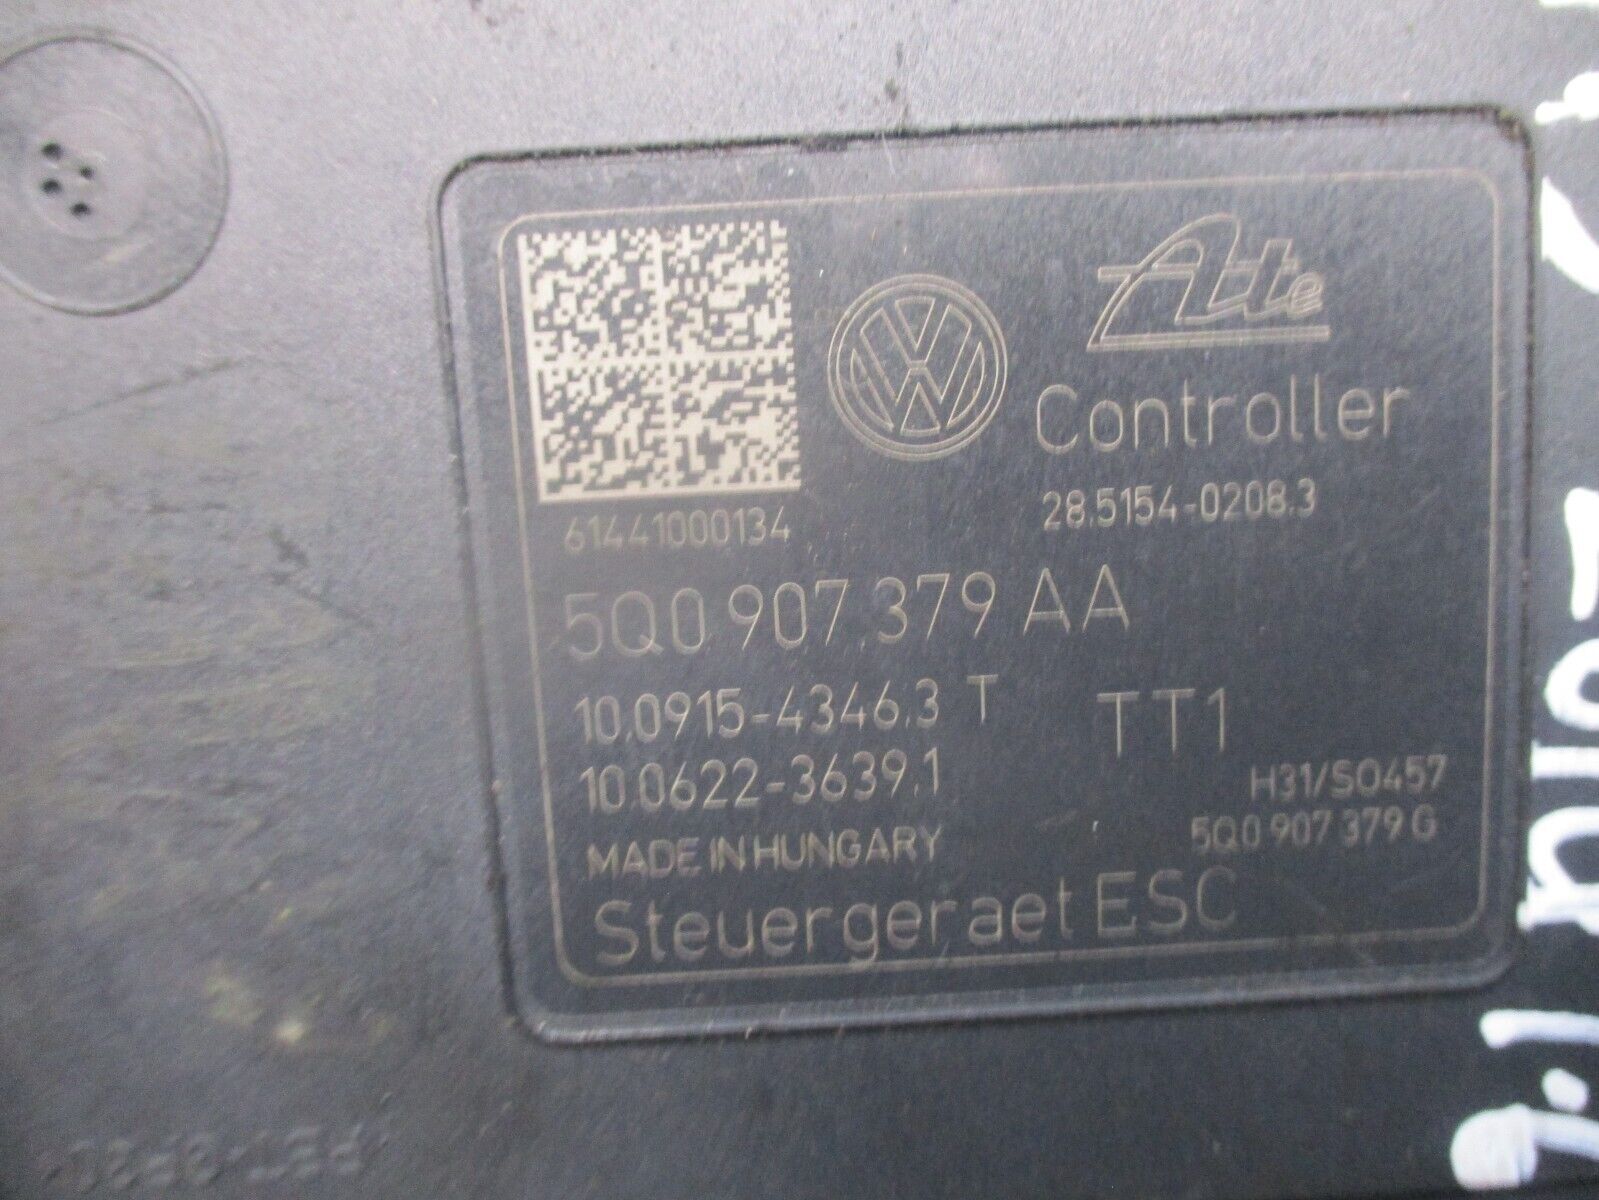 Ate
Controller
28.5154-0208.3
61441000134
5Q0 907 379 AA
10.0915-4346.3 T
TT1
10.0622-3639.1
H31/S0457
MADE IN HUNGARY
5Q0 907 379 G
Steuergeraet ESC